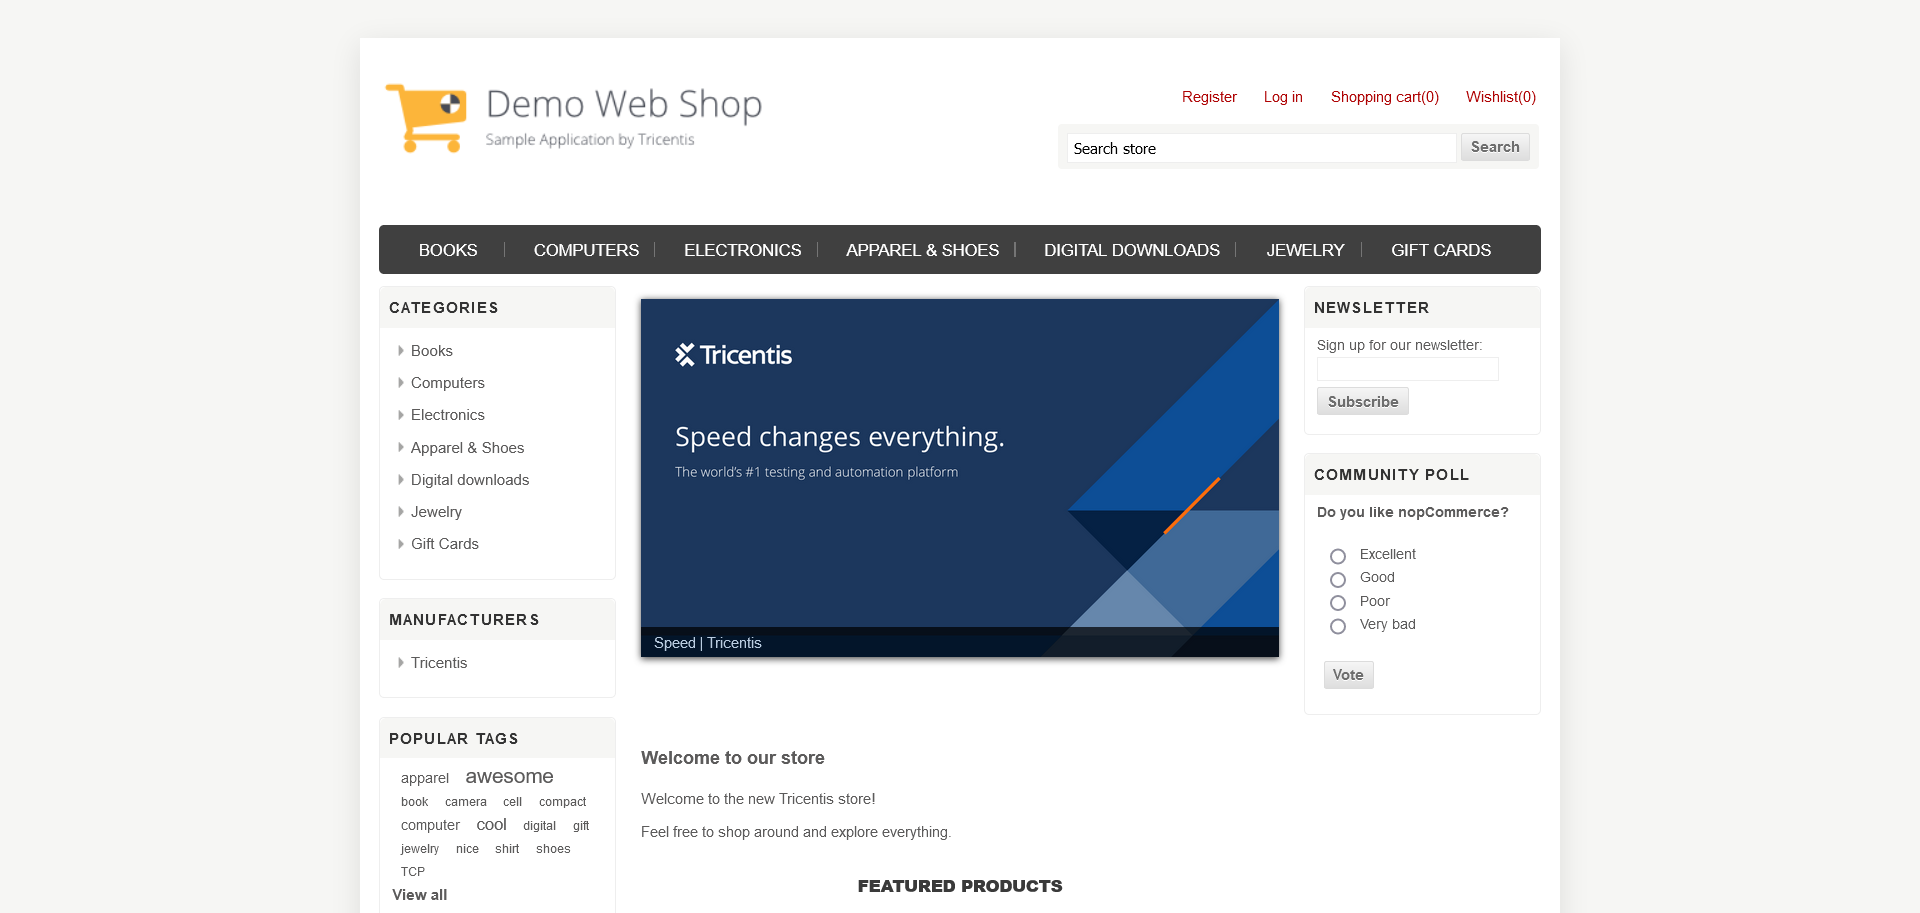 Demo Web Shop
Sample Application by Tricentis
Register Log in Shopping cart(0) Wishlist(0)
Search store Search
BOOKS COMPUTERS ELECTRONICS APPAREL & SHOES DIGITAL DOWNLOADS JEWELRY GIFT CARDS
CATEGORIES
Books
Computers
Electronics
Apparel & Shoes
Digital downloads
Jewelry
Gift Cards
MANUFACTURERS
Tricentis
POPULAR TAGS
apparel awesome
book camera cell compact
computer cool digital gift
jewelry nice shirt shoes
TCP
View all
Tricentis
Speed changes everything.
The world's #1 testing and automation platform
Speed | Tricentis
Welcome to our store
Welcome to the new Tricentis store!
Feel free to shop around and explore everything.
FEATURED PRODUCTS
NEWSLETTER
Sign up for our newsletter:
Subscribe
COMMUNITY POLL
Do you like nopCommerce?
Excellent
Good
Poor
Very bad
Vote